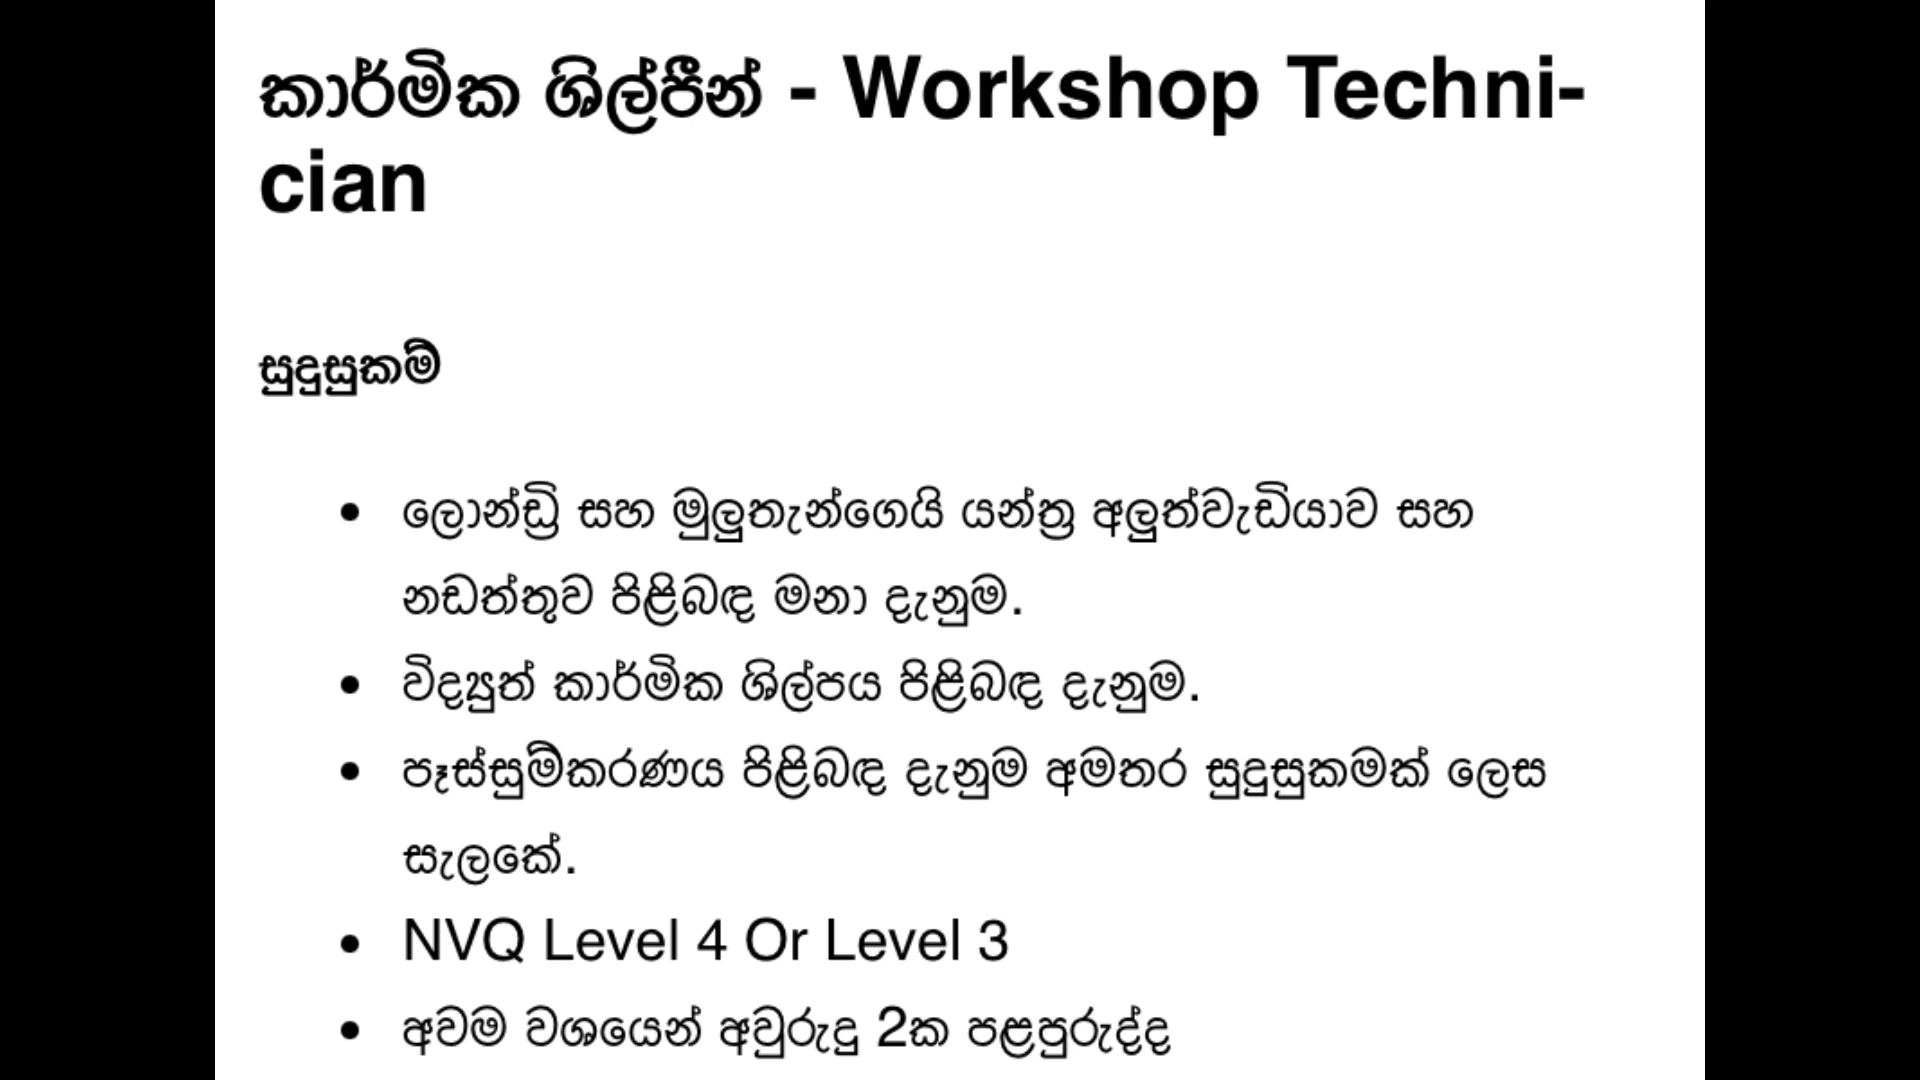 කාර්මික ශිල්පීන් - Workshop Techni-
cian
සුදුසුකම්
• ලොන්ඩ්‍රි සහ මුලුතැන්ගෙයි යන්ත්‍ර අලුත්වැඩියාව සහ
නඩත්තුව පිළිබඳ මනා දැනුම.
• විද්‍යුත් කාර්මික ශිල්පය පිළිබඳ දැනුම.
• පෑස්සුම්කරණය පිළිබඳ දැනුම අමතර සුදුසුකමක් ලෙස
සැලකේ.
• NVQ Level 4 Or Level 3
• අවම වශයෙන් අවුරුදු 2ක පළපුරුද්ද